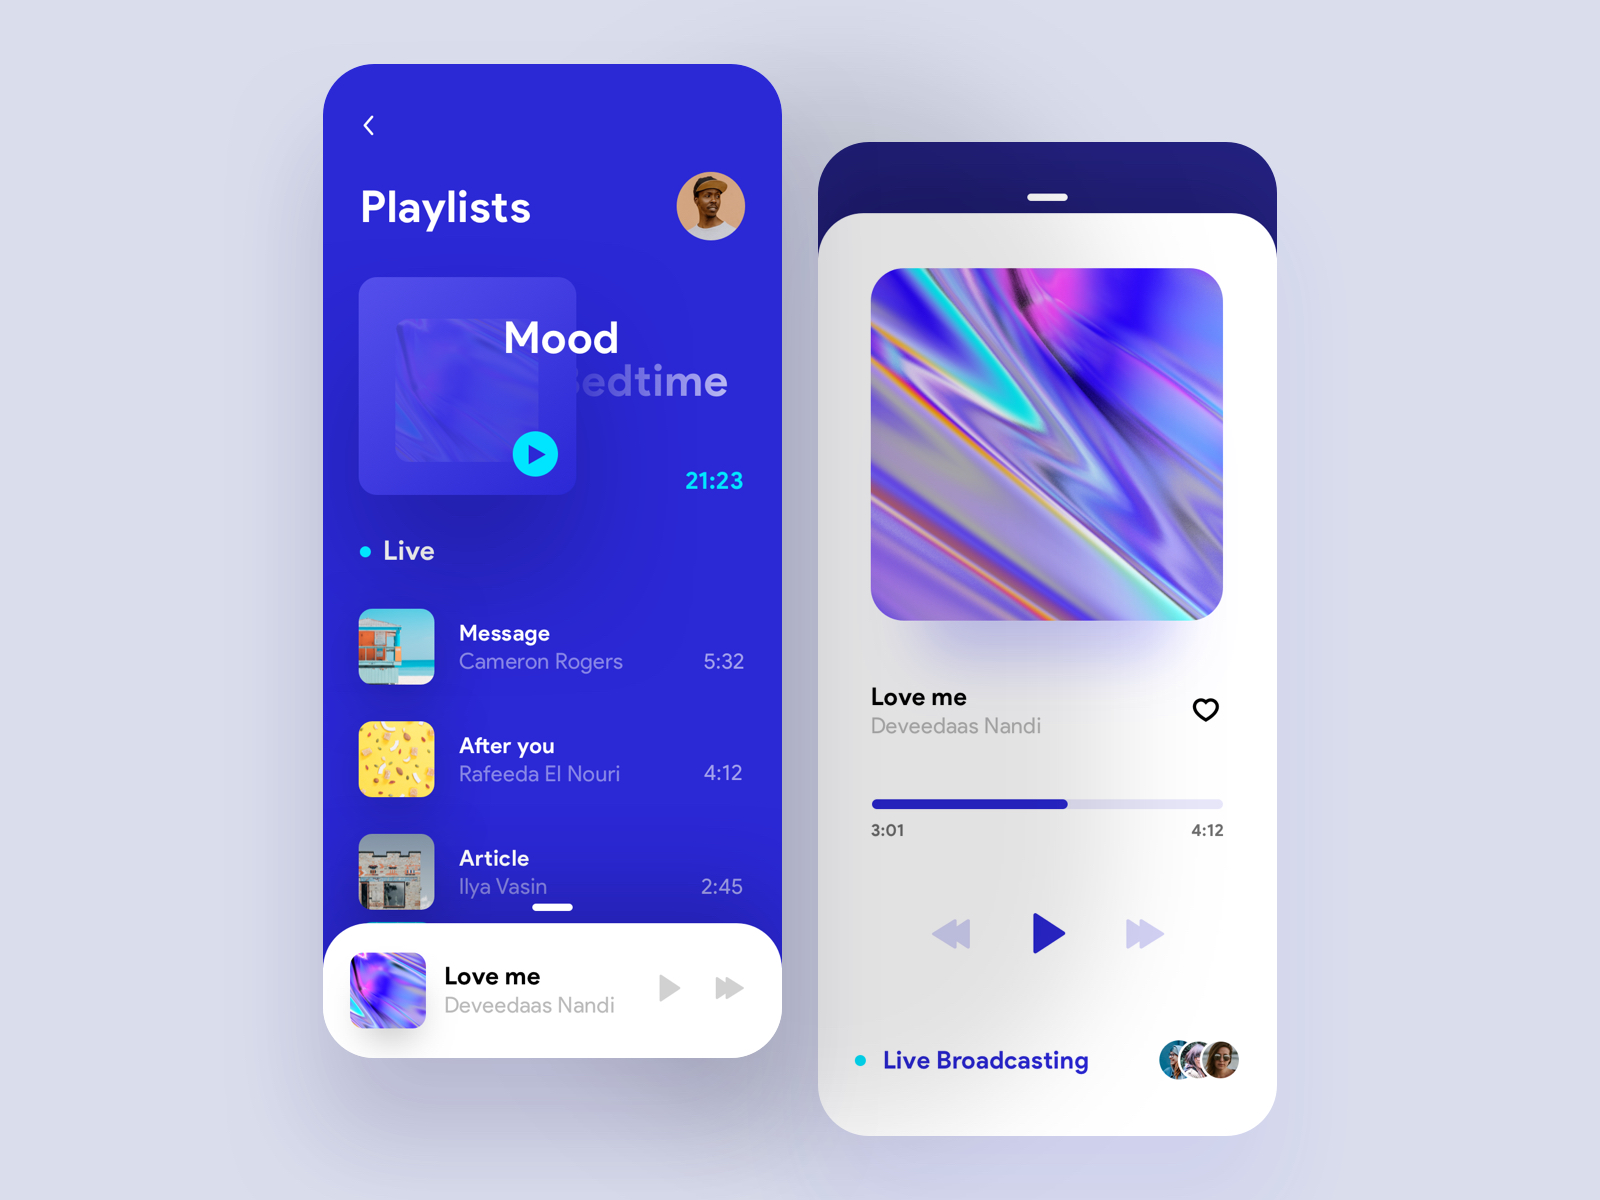 Playlists
Mood
Bedtime
21:23
Live
Message
Cameron Rogers
5:32
After you
Rafeeda El Nouri
4:12
Article
Ilya Vasin
2:45
Love me
Deveedaas Nandi
Love me
Deveedaas Nandi
3:01
4:12
Live Broadcasting